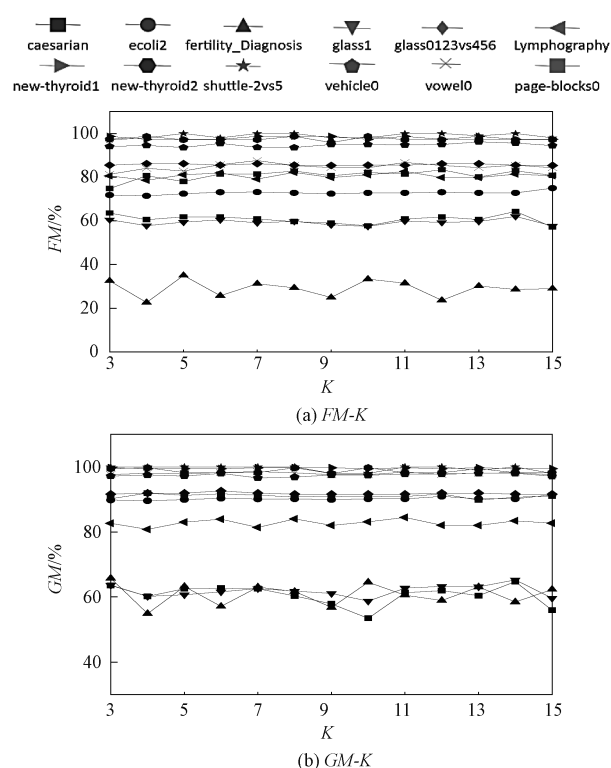 caesarian ecoli2 fertility_Diagnosis glass1 glass0123vs456 Lymphography
new-thyroid1 new-thyroid2 shuttle-2vs5 vehicle0 vowel0 page-blocks0
100
80
60
40
20
0
FM/%
3 5 7 9 11 13 15
K
(a) FM-K
100
80
60
40
GM/%
3 5 7 9 11 13 15
K
(b) GM-K